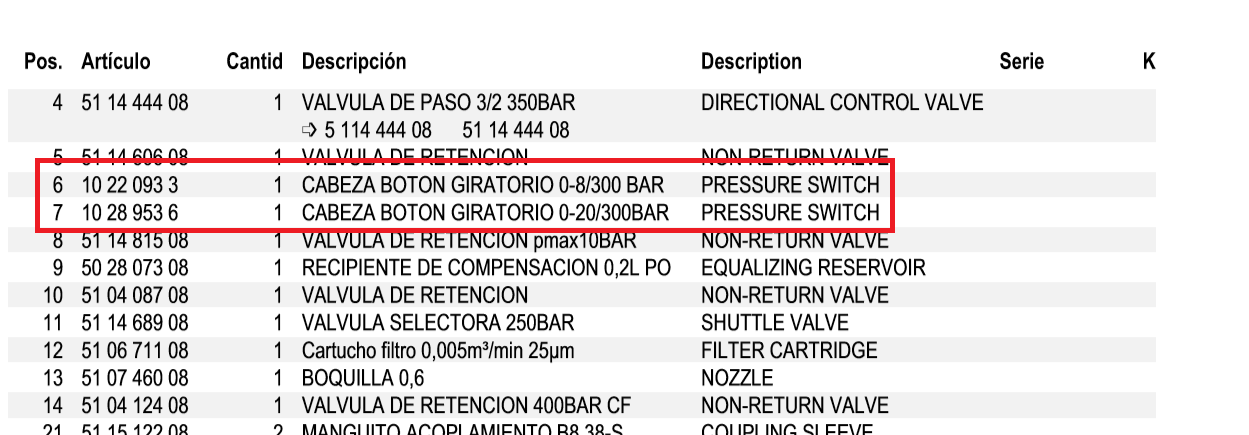 Pos. Artículo Cantid Descripción Description Serie K
4 51 14 444 08 1 VALVULA DE PASO 3/2 350BAR DIRECTIONAL CONTROL VALVE
➩ 5 114 444 08 51 14 444 08
5 51 14 606 08 1 VALVULA DE RETENCION NON-RETURN VALVE
6 10 22 093 3 1 CABEZA BOTON GIRATORIO 0-8/300 BAR PRESSURE SWITCH
7 10 28 953 6 1 CABEZA BOTON GIRATORIO 0-20/300BAR PRESSURE SWITCH
8 51 14 815 08 1 VALVULA DE RETENCION pmax10BAR NON-RETURN VALVE
9 50 28 073 08 1 RECIPIENTE DE COMPENSACION 0,2L PO EQUALIZING RESERVOIR
10 51 04 087 08 1 VALVULA DE RETENCION NON-RETURN VALVE
11 51 14 689 08 1 VALVULA SELECTORA 250BAR SHUTTLE VALVE
12 51 06 711 08 1 Cartucho filtro 0,005m³/min 25µm FILTER CARTRIDGE
13 51 07 460 08 1 BOQUILLA 0,6 NOZZLE
14 51 04 124 08 1 VALVULA DE RETENCION 400BAR CF NON-RETURN VALVE
21 51 15 122 08 2 MANGUITO ACOPLAMIENTO B8 38-S COUPLING SLEEVE